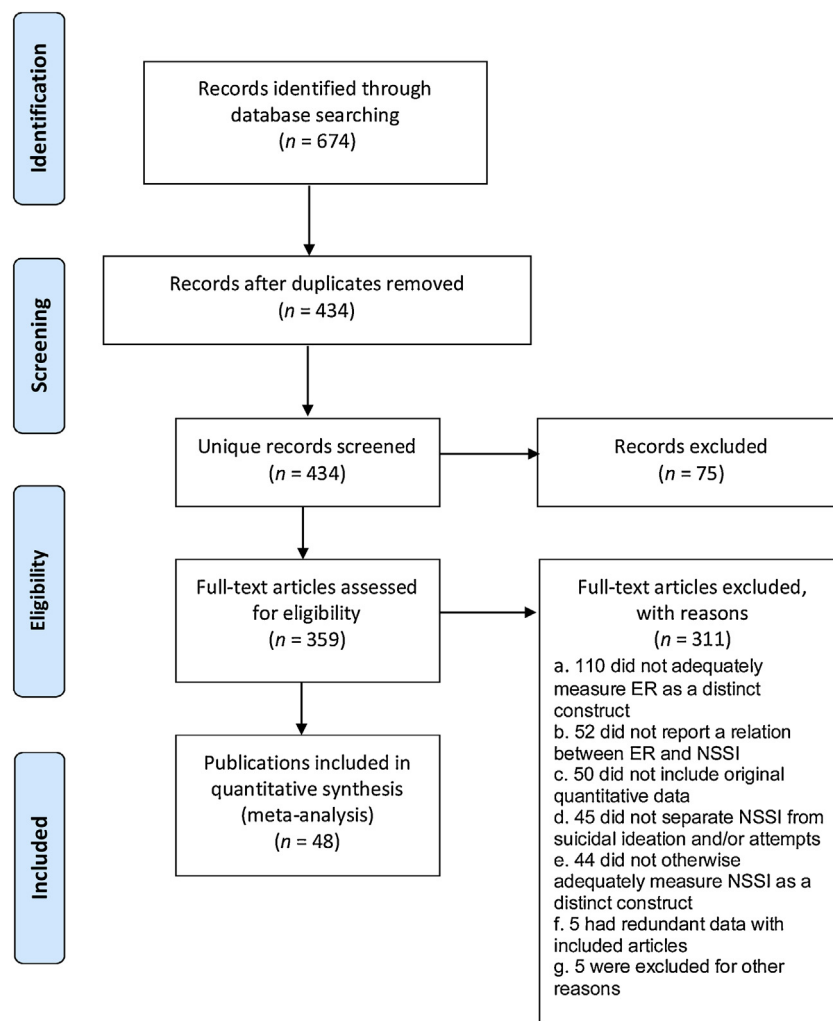 Identification
Records identified through
database searching
(n = 674)
Screening
Records after duplicates removed
(n = 434)
Unique records screened
(n = 434)
Records excluded
(n = 75)
Eligibility
Full-text articles assessed
for eligibility
(n = 359)
Full-text articles excluded,
with reasons
(n = 311)
a. 110 did not adequately
measure ER as a distinct
construct
b. 52 did not report a relation
between ER and NSSI
c. 50 did not include original
quantitative data
d. 45 did not separate NSSI from
suicidal ideation and/or attempts
e. 44 did not otherwise
adequately measure NSSI as a
distinct construct
f. 5 had redundant data with
included articles
g. 5 were excluded for other
reasons
Included
Publications included in
quantitative synthesis
(meta-analysis)
(n = 48)